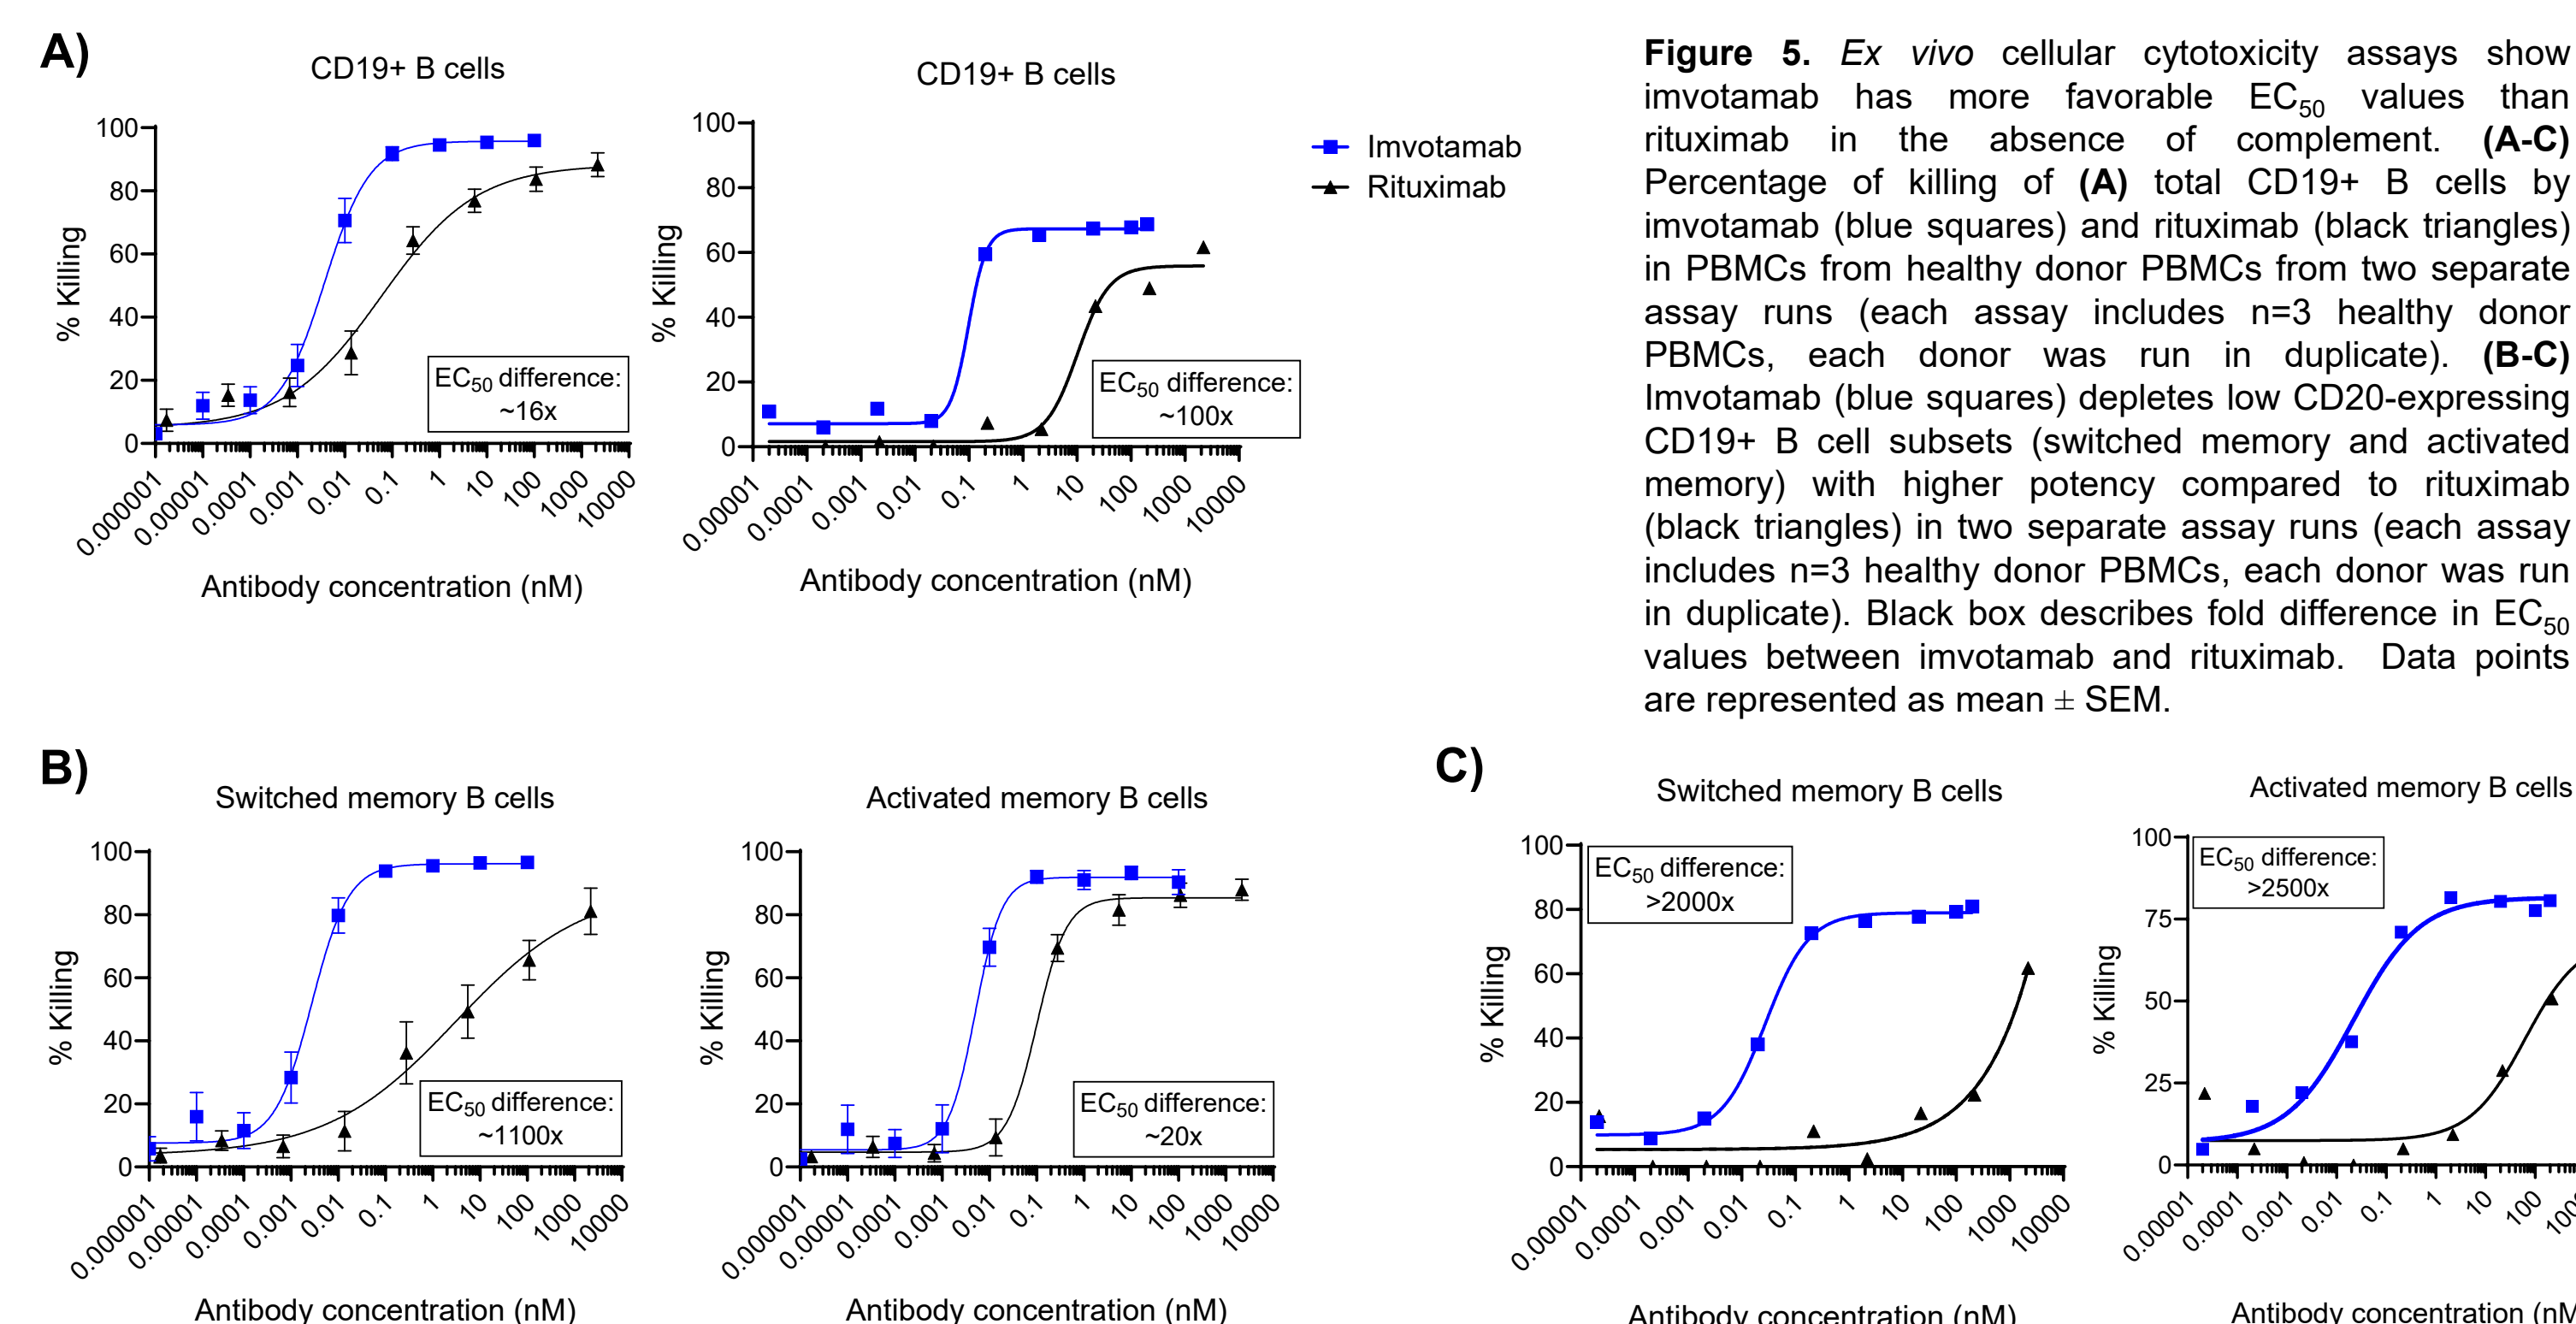 A)
CD19+ B cells
100
80
60
40
20
0
% Killing
EC50 difference:
~16x
0.000001
0.00001
0.0001
0.001
0.01
0.1
1
10
100
1000
10000
Antibody concentration (nM)
CD19+ B cells
100
80
60
40
20
0
% Killing
EC50 difference:
~100x
0.00001
0.0001
0.001
0.01
0.1
1
10
100
1000
10000
Antibody concentration (nM)
Imvotamab
Rituximab
Figure 5. Ex vivo cellular cytotoxicity assays show
imvotamab has more favorable EC50 values than
rituximab in the absence of complement. (A-C)
Percentage of killing of (A) total CD19+ B cells by
imvotamab (blue squares) and rituximab (black triangles)
in PBMCs from healthy donor PBMCs from two separate
assay runs (each assay includes n=3 healthy donor
PBMCs, each donor was run in duplicate). (B-C)
Imvotamab (blue squares) depletes low CD20-expressing
CD19+ B cell subsets (switched memory and activated
memory) with higher potency compared to rituximab
(black triangles) in two separate assay runs (each assay
includes n=3 healthy donor PBMCs, each donor was run
in duplicate). Black box describes fold difference in EC50
values between imvotamab and rituximab. Data points
are represented as mean ± SEM.
B)
Switched memory B cells
100
80
60
40
20
0
% Killing
EC50 difference:
~1100x
0.000001
0.00001
0.0001
0.001
0.01
0.1
1
10
100
1000
10000
Antibody concentration (nM)
Activated memory B cells
100
80
60
40
20
0
% Killing
EC50 difference:
~20x
0.000001
0.00001
0.0001
0.001
0.01
0.1
1
10
100
1000
10000
Antibody concentration (nM)
C)
Switched memory B cells
100
80
60
40
20
0
% Killing
EC50 difference:
>2000x
0.00001
0.0001
0.001
0.01
0.1
1
10
100
1000
10000
Antibody concentration (nM)
Activated memory B cells
100
75
50
25
0
% Killing
EC50 difference:
>2500x
0.00001
0.0001
0.001
0.01
0.1
1
10
100
Antibody concentration